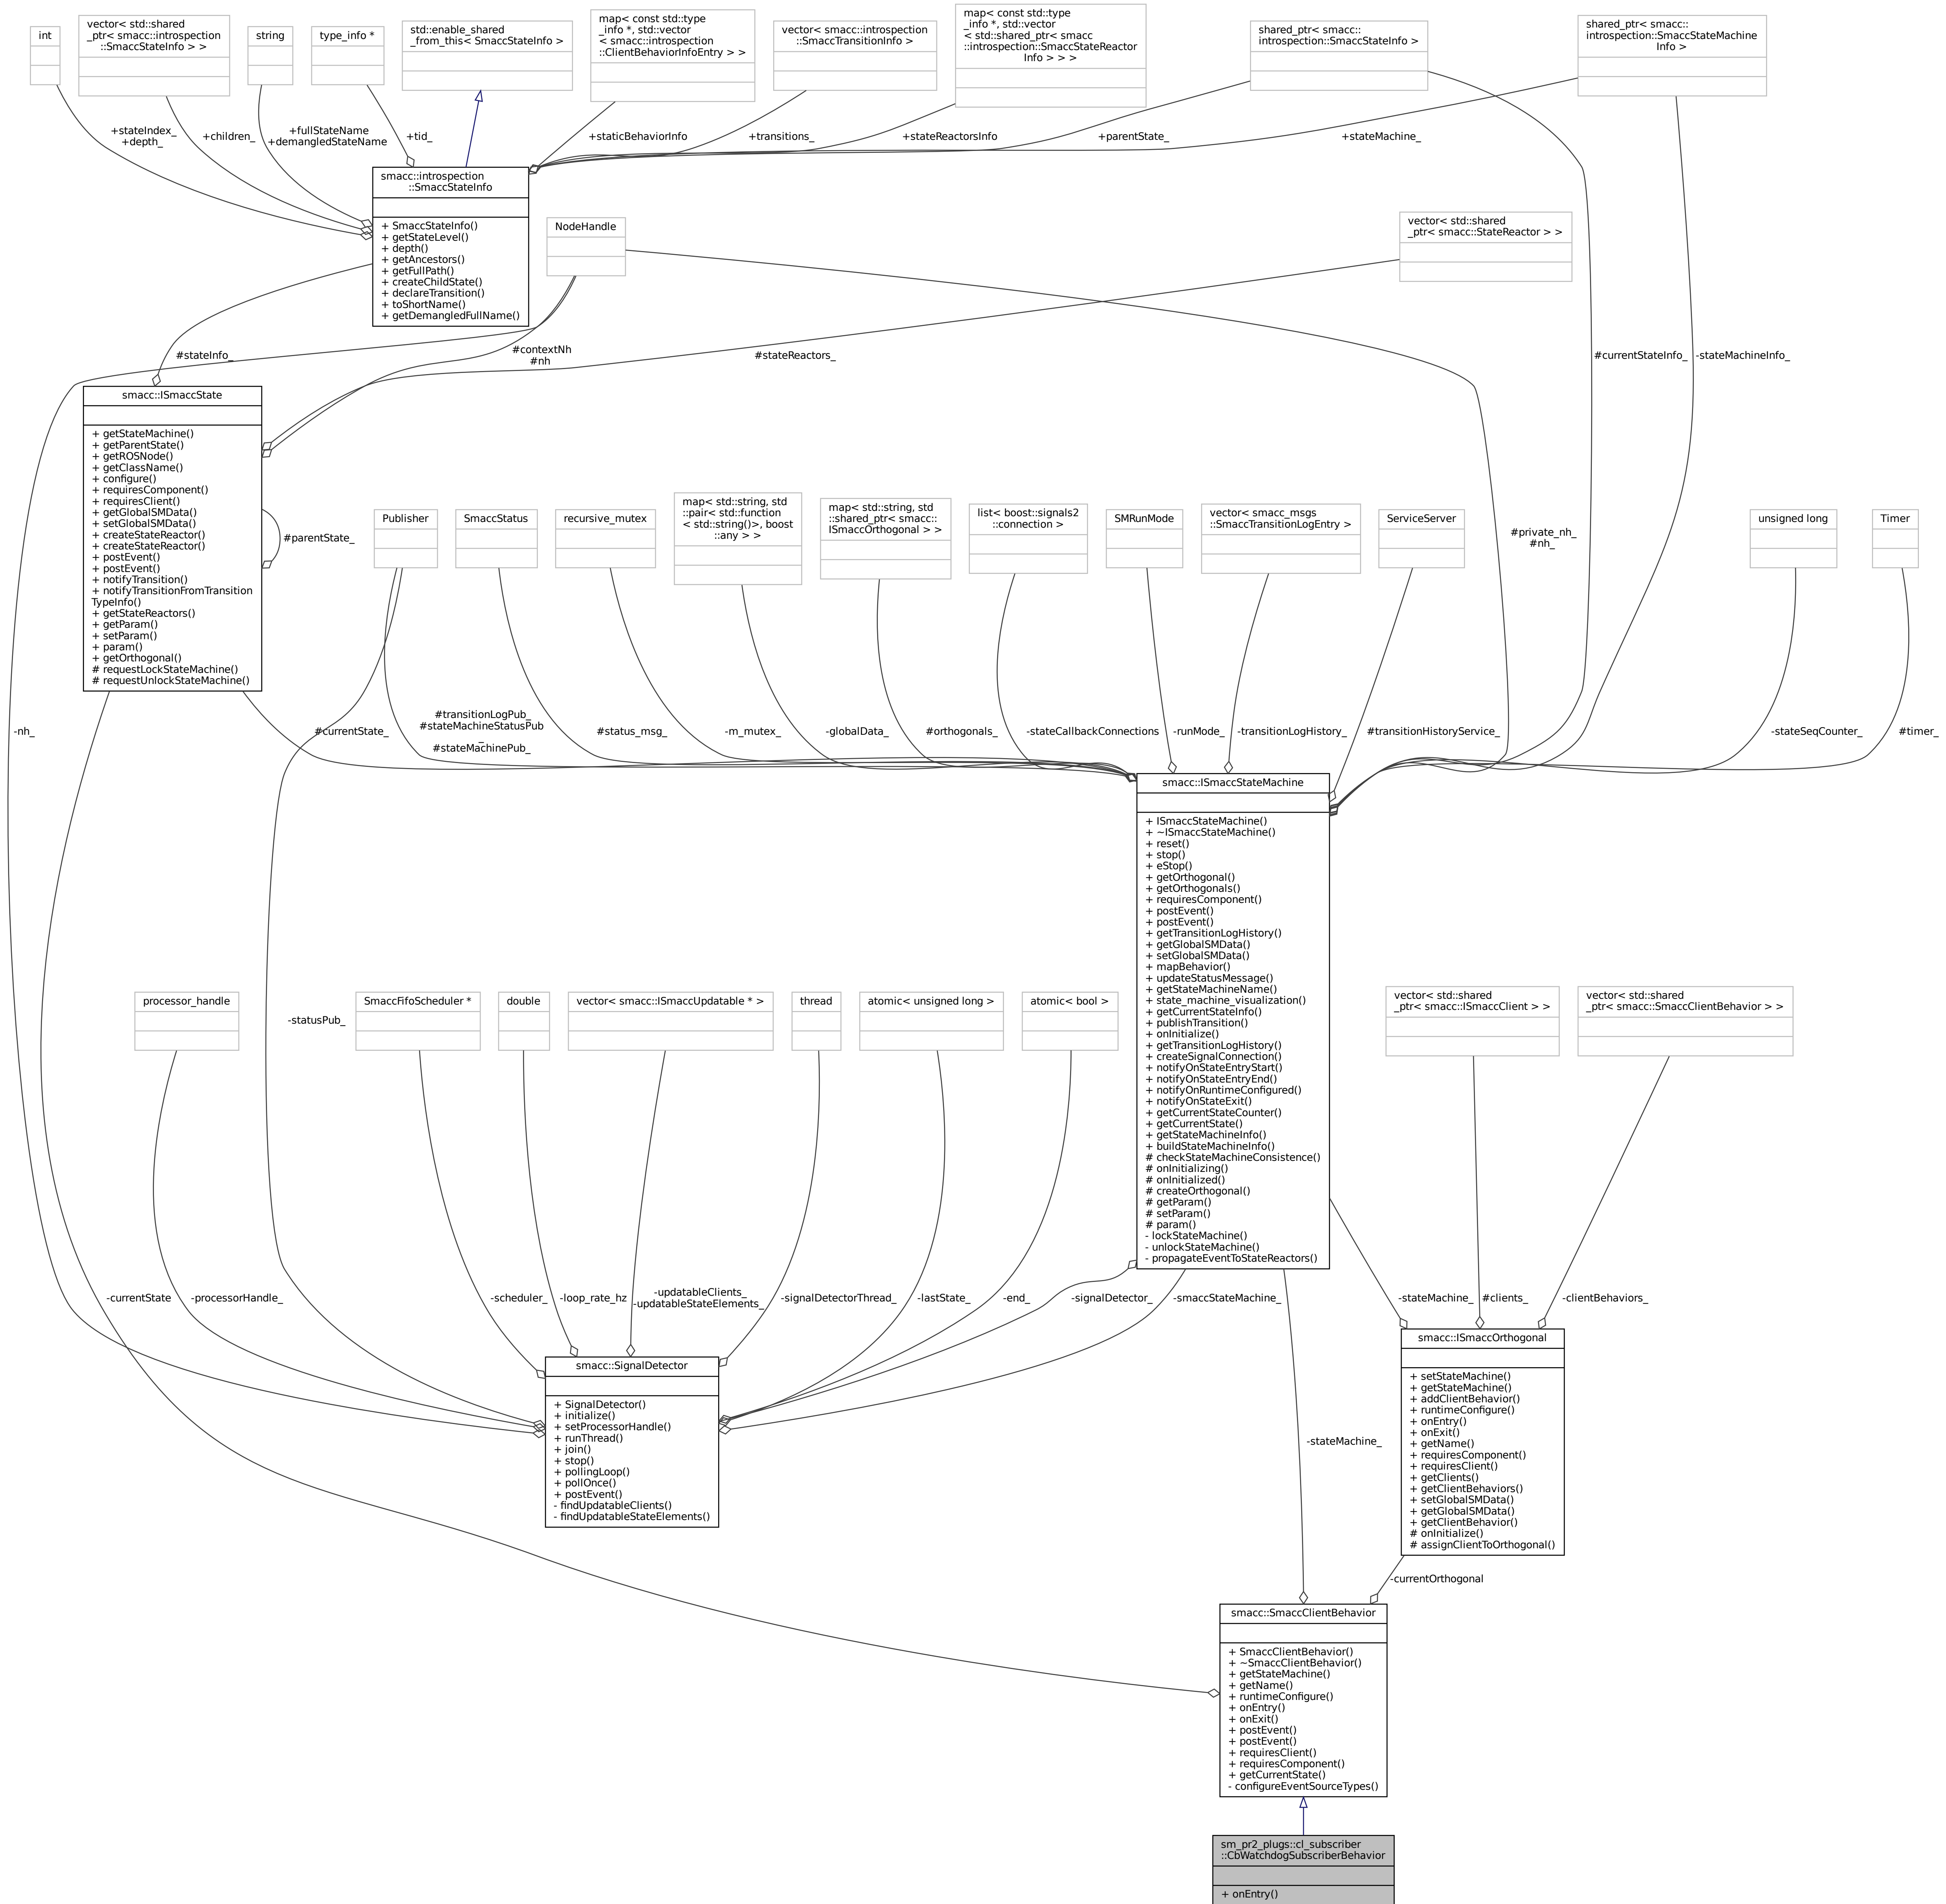 int
vector< std::shared
_ptr< smacc::introspection
::SmaccStateInfo > >
string
type_info *
std::enable_shared
_from_this< SmaccStateInfo >
map< const std::type
_info *, std::vector
< smacc::introspection
::ClientBehaviorInfoEntry > >
vector< smacc::introspection
::SmaccTransitionInfo >
map< const std::type
_info *, std::vector
< std::shared_ptr< smacc
::introspection::SmaccStateReactor
Info > > >
shared_ptr< smacc::
introspection::SmaccStateInfo >
shared_ptr< smacc::
introspection::SmaccStateMachine
Info >
+stateIndex_
+depth_
+children_
+fullStateName
+demangledStateName
+tid_
+staticBehaviorInfo
+transitions_
+stateReactorsInfo
+parentState_
+stateMachine_
smacc::introspection
::SmaccStateInfo
+ SmaccStateInfo()
+ getStateLevel()
+ depth()
+ getAncestors()
+ getFullPath()
+ createChildState()
+ declareTransition()
+ toShortName()
+ getDemangledFullName()
NodeHandle
vector< std::shared
_ptr< smacc::StateReactor > >
#stateInfo_
#contextNh
#nh
#stateReactors_
#currentStateInfo_
-stateMachineInfo_
smacc::ISmaccState
+ getStateMachine()
+ getParentState()
+ getROSNode()
+ getClassName()
+ configure()
+ requiresComponent()
+ requiresClient()
+ getGlobalSMData()
+ setGlobalSMData()
+ createStateReactor()
+ createStateReactor()
+ postEvent()
+ postEvent()
+ notifyTransition()
+ notifyTransitionFromTransition
TypeInfo()
+ getStateReactors()
+ getParam()
+ setParam()
+ param()
+ getOrthogonal()
# requestLockStateMachine()
# requestUnlockStateMachine()
#parentState_
Publisher
SmaccStatus
recursive_mutex
map< std::string, std
::pair< std::function
< std::string()>, boost
::any > >
map< std::string, std
::shared_ptr< smacc::
ISmaccOrthogonal > >
list< boost::signals2
::connection >
SMRunMode
vector< smacc_msgs
::SmaccTransitionLogEntry >
ServiceServer
#private_nh_
#nh_
unsigned long
Timer
-nh_
#currentState_
#transitionLogPub_
#stateMachineStatusPub
_
#stateMachinePub_
#status_msg_
-m_mutex_
-globalData_
#orthogonals_
-stateCallbackConnections
-runMode_
-transitionLogHistory_
#transitionHistoryService_
-stateSeqCounter_
#timer_
smacc::ISmaccStateMachine
+ ISmaccStateMachine()
+ ~ISmaccStateMachine()
+ reset()
+ stop()
+ eStop()
+ getOrthogonal()
+ getOrthogonals()
+ requiresComponent()
+ postEvent()
+ postEvent()
+ getTransitionLogHistory()
+ getGlobalSMData()
+ setGlobalSMData()
+ mapBehavior()
+ updateStatusMessage()
+ getStateMachineName()
+ state_machine_visualization()
+ getCurrentStateInfo()
+ publishTransition()
+ onInitialize()
+ getTransitionLogHistory()
+ createSignalConnection()
+ notifyOnStateEntryStart()
+ notifyOnStateEntryEnd()
+ notifyOnRuntimeConfigured()
+ notifyOnStateExit()
+ getCurrentStateCounter()
+ getCurrentState()
+ getStateMachineInfo()
+ buildStateMachineInfo()
# checkStateMachineConsistence()
# onInitializing()
# onInitialized()
# createOrthogonal()
# getParam()
# setParam()
# param()
- lockStateMachine()
- unlockStateMachine()
- propagateEventToStateReactors()
processor_handle
-statusPub_
SmaccFifoScheduler *
double
vector< smacc::ISmaccUpdatable * >
thread
atomic< unsigned long >
atomic< bool >
vector< std::shared
_ptr< smacc::ISmaccClient > >
vector< std::shared
_ptr< smacc::SmaccClientBehavior > >
-currentState
-processorHandle_
-scheduler_
-loop_rate_hz
-updatableClients_
-updatableStateElements_
-signalDetectorThread_
-lastState_
-end_
-signalDetector_
-smaccStateMachine_
-stateMachine_
#clients_
-clientBehaviors_
smacc::SignalDetector
+ SignalDetector()
+ initialize()
+ setProcessorHandle()
+ runThread()
+ join()
+ stop()
+ pollingLoop()
+ pollOnce()
+ postEvent()
- findUpdatableClients()
- findUpdatableStateElements()
-stateMachine_
smacc::ISmaccOrthogonal
+ setStateMachine()
+ getStateMachine()
+ addClientBehavior()
+ runtimeConfigure()
+ onEntry()
+ onExit()
+ getName()
+ requiresComponent()
+ requiresClient()
+ getClients()
+ getClientBehaviors()
+ setGlobalSMData()
+ getGlobalSMData()
+ getClientBehavior()
# onInitialize()
# assignClientToOrthogonal()
-currentOrthogonal
smacc::SmaccClientBehavior
+ SmaccClientBehavior()
+ ~SmaccClientBehavior()
+ getStateMachine()
+ getName()
+ runtimeConfigure()
+ onEntry()
+ onExit()
+ postEvent()
+ postEvent()
+ requiresClient()
+ requiresComponent()
+ getCurrentState()
- configureEventSourceTypes()
sm_pr2_plugs::cl_subscriber
::CbWatchdogSubscriberBehavior
+ onEntry()